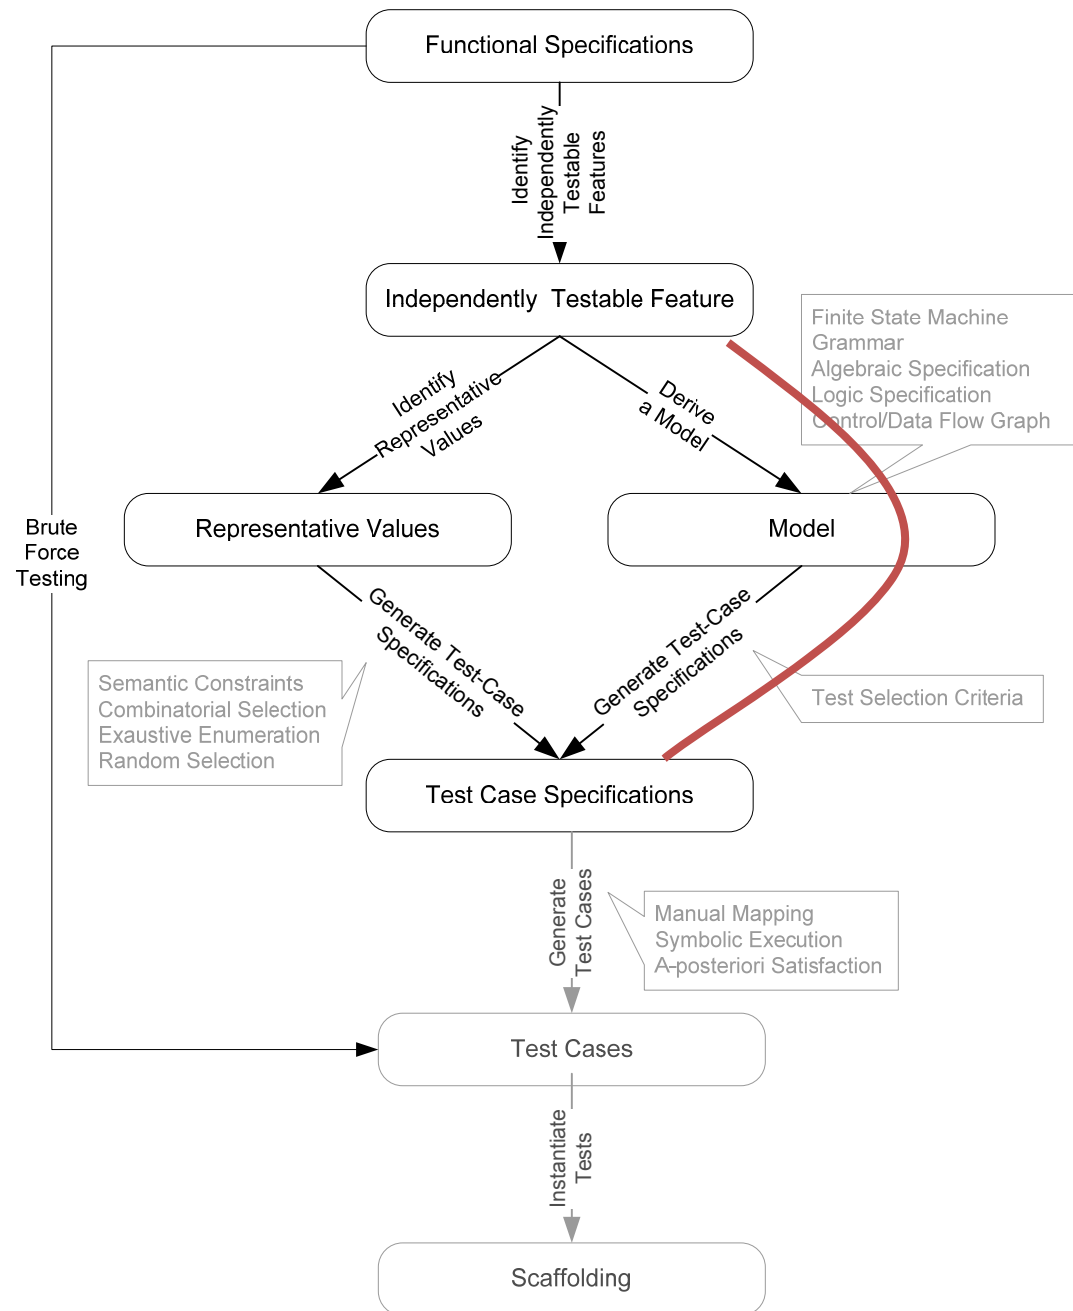 Functional Specifications
Identify
Independently
Testable
Features
Independently Testable Feature
Finite State Machine
Grammar
Algebraic Specification
Logic Specification
Control/Data Flow Graph
Identify
Representative
Values
Derive
a Model
Representative Values
Model
Brute
Force
Testing
Generate Test-Case
Specifications
Generate Test-Case
Specifications
Semantic Constraints
Combinatorial Selection
Exaustive Enumeration
Random Selection
Test Selection Criteria
Test Case Specifications
Generate
Test Cases
Manual Mapping
Symbolic Execution
A-posteriori Satisfaction
Test Cases
Instantiate
Tests
Scaffolding